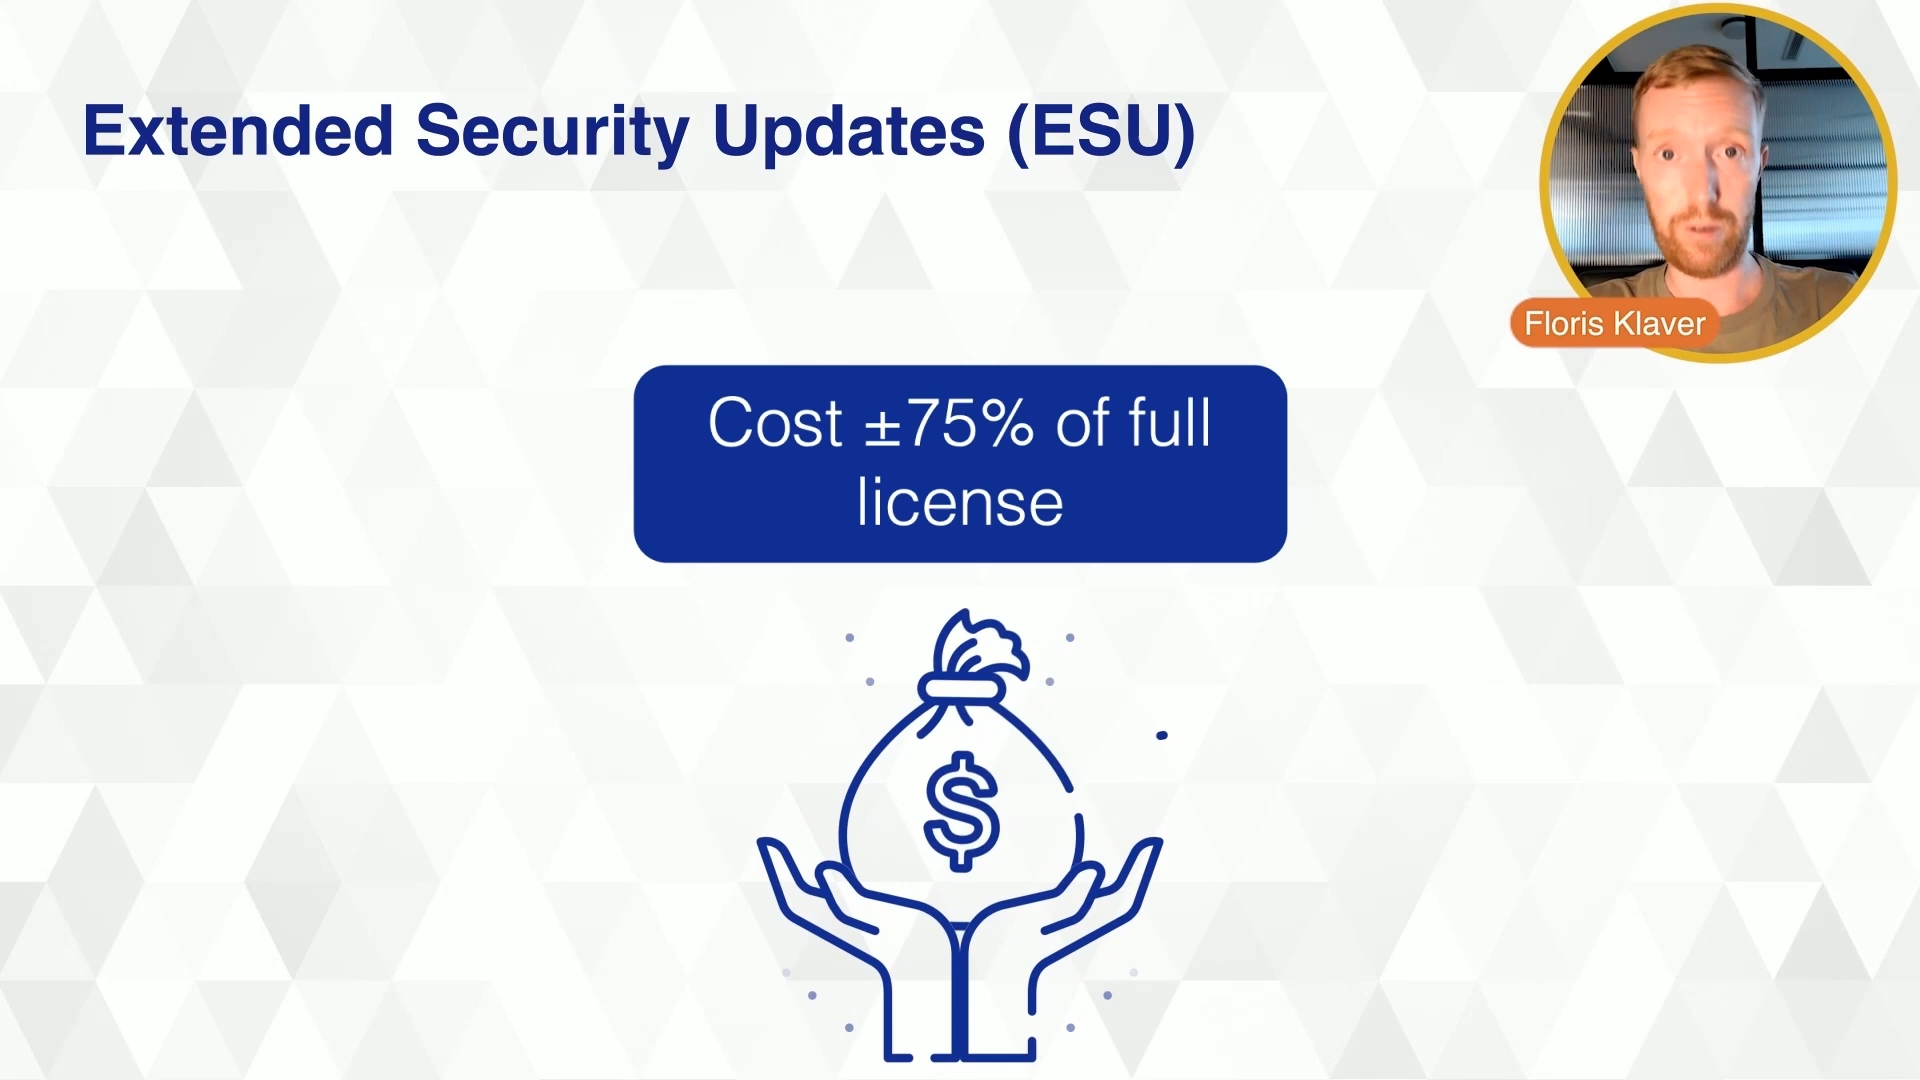 Extended Security Updates (ESU)
Floris Klaver
Cost ±75% of full
license
$